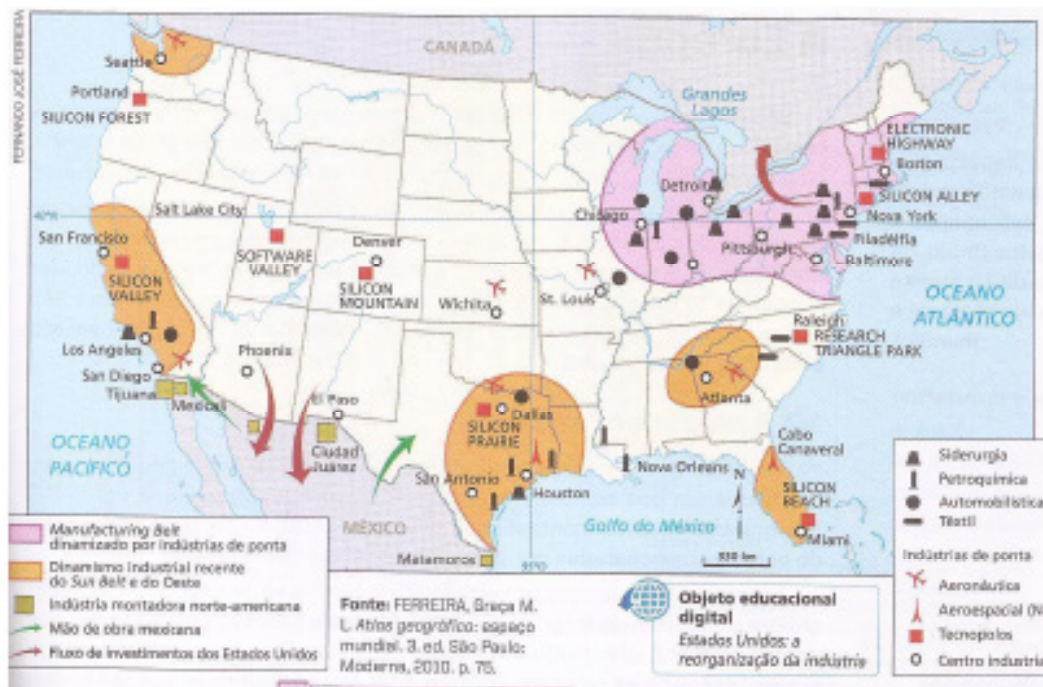 FERNANDO JOSÉ FERREIRA
CANADÁ
Seattle
Portland
SILICON FOREST
Grandes
Lagos
ELECTRONIC
HIGHWAY
Boston
SILICON ALLEY
Nova York
Filadélfia
Baltimore
Detroit
Chicago
Pittsburgh
40°N
Salt Lake City
San Francisco
SILICON
VALLEY
SOFTWARE
VALLEY
Denver
SILICON
MOUNTAIN
Wichita
St. Louis
OCEANO
ATLÂNTICO
Raleigh
RESEARCH
TRIANGLE PARK
Los Angeles
San Diego
Tijuana
Mexicali
Phoenix
El Paso
Ciudad
Juárez
Dallas
SILICON
PRAIRIE
Atlanta
OCEANO
PACÍFICO
San Antonio
Houston
Nova Orleans
Cabo
Canaveral
SILICON
BEACH
Miami
MÉXICO
Golfo do México
Matamoros
95°O
N
330 km
Siderurgia
Petroquímica
Automobilística
Têxtil
Indústrias de ponta
Aeronáutica
Aeroespacial (N
Tecnopolos
Centro industria
Manufacturing Belt
dinamizado por indústrias de ponta
Dinamismo industrial recente
do Sun Belt e do Oeste
Indústria montadora norte-americana
Mão de obra mexicana
Fluxo de investimentos dos Estados Unidos
Fonte: FERREIRA, Graça M.
L. Atlas geográfico: espaço
mundial. 3. ed. São Paulo:
Moderna, 2010. p. 75.
Objeto educacional
digital
Estados Unidos: a
reorganização da indústria